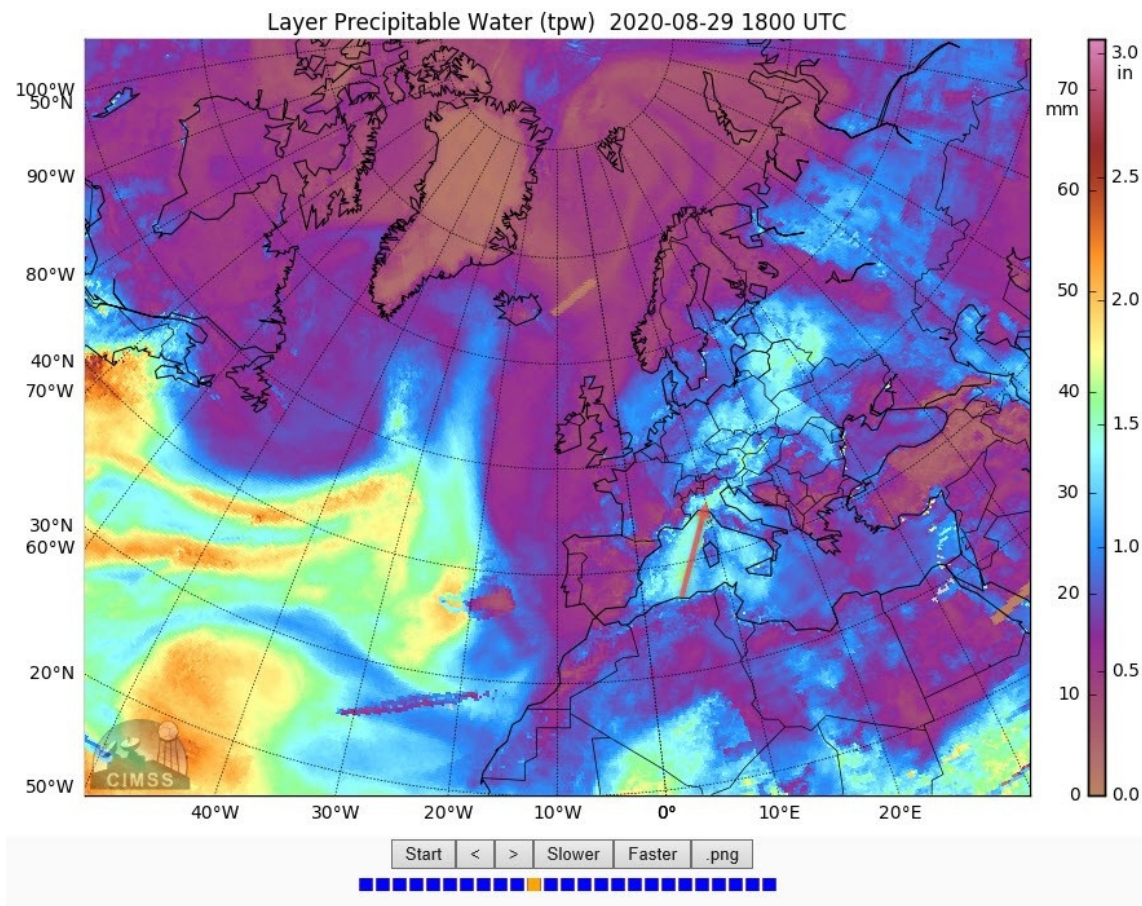 Layer Precipitable Water (tpw)  2020-08-29 1800 UTC
100°W
50°N
90°W
80°W
40°N
70°W
30°N
60°W
20°N
50°W
40°W 30°W 20°W 10°W 0° 10°E 20°E
70
mm
60
50
40
30
20
10
0
3.0
in
2.5
2.0
1.5
1.0
0.5
0.0
CIMSS
Start < > Slower Faster .png